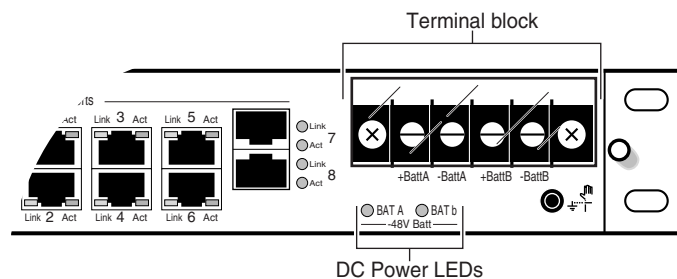 Terminal block
Act Link 3 Act Link 5 Act
Link
7
Act
Link
8
Act
+BattA -BattA +BattB -BattB
Link 2 Act Link 4 Act Link 6 Act
BAT A BAT b
-48V Batt
DC Power LEDs